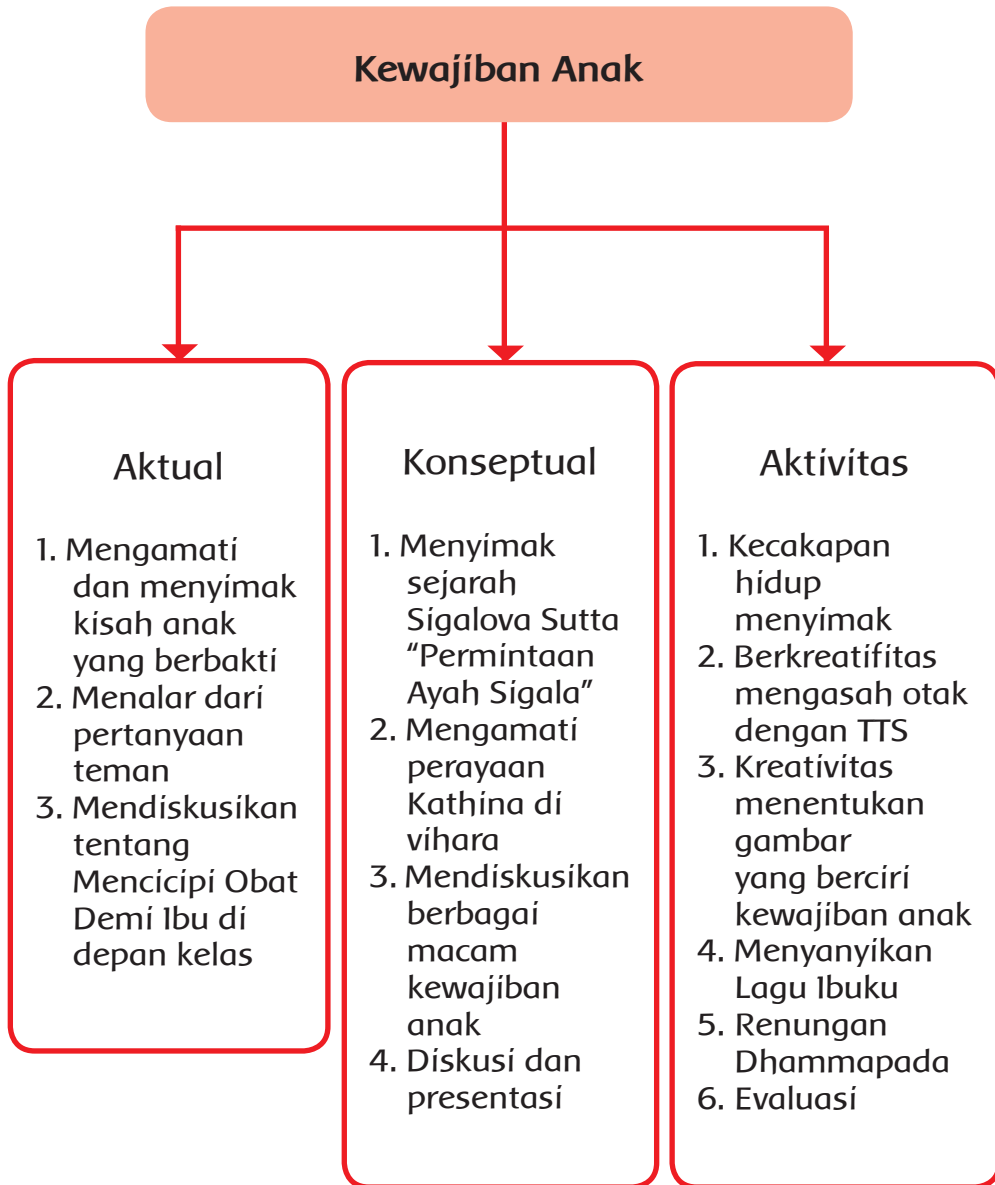 Kewajiban Anak
Aktual
1. Mengamati
dan menyimak
kisah anak
yang berbakti
2. Menalar dari
pertanyaan
teman
3. Mendiskusikan
tentang
Mencicipi Obat
Demi Ibu di
depan kelas
Konseptual
1. Menyimak
sejarah
Sigalova Sutta
“Permintaan
Ayah Sigala”
2. Mengamati
perayaan
Kathina di
vihara
3. Mendiskusikan
berbagai
macam
kewajiban
anak
4. Diskusi dan
presentasi
Aktivitas
1. Kecakapan
hidup
menyimak
2. Berkreatifitas
mengasah otak
dengan TTS
3. Kreativitas
menentukan
gambar
yang berciri
kewajiban anak
4. Menyanyikan
Lagu Ibuku
5. Renungan
Dhammapada
6. Evaluasi